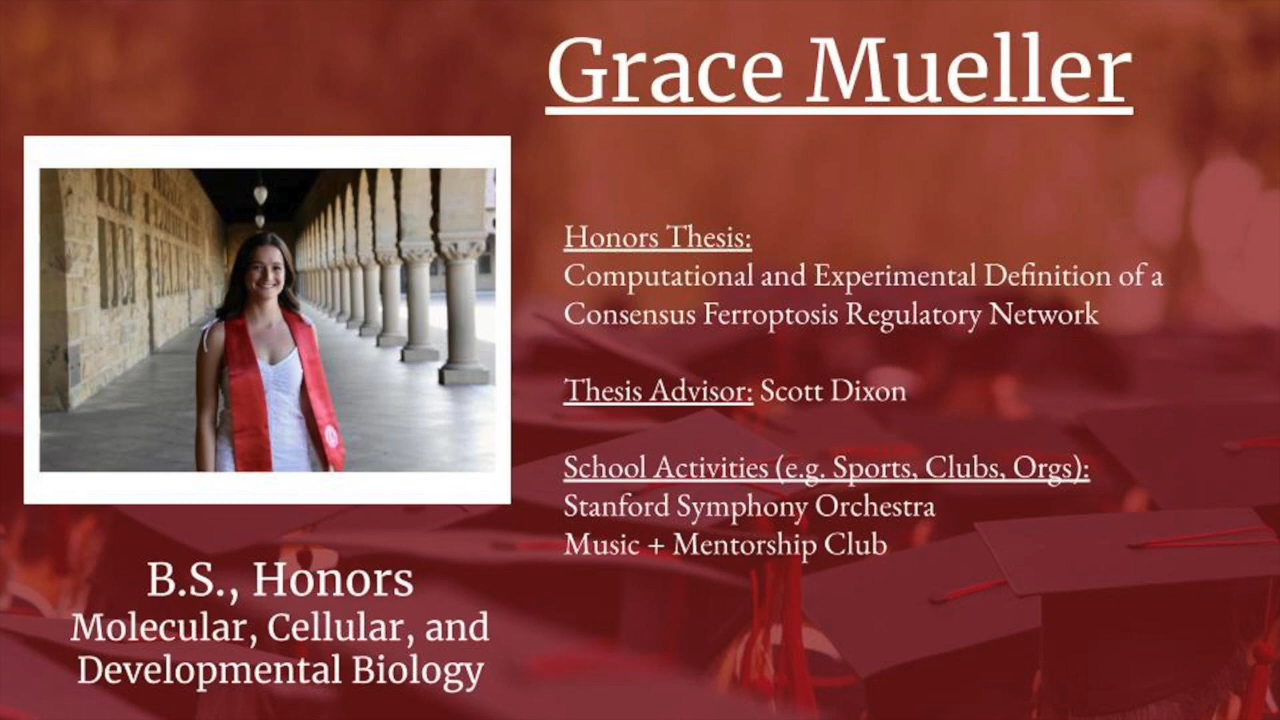 Grace Mueller
Honors Thesis:
Computational and Experimental Definition of a
Consensus Ferroptosis Regulatory Network
Thesis Advisor: Scott Dixon
School Activities (e.g. Sports, Clubs, Orgs):
Stanford Symphony Orchestra
Music + Mentorship Club
B.S., Honors
Molecular, Cellular, and
Developmental Biology